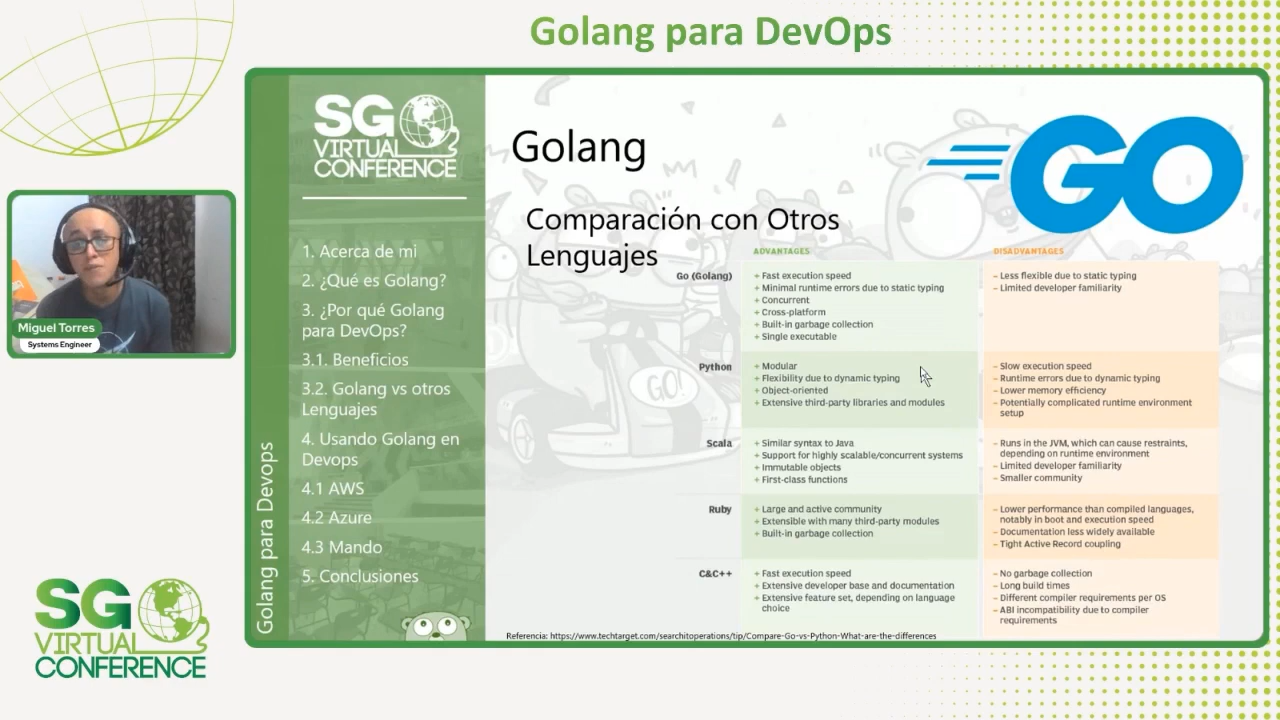 Golang para DevOps
SG
VIRTUAL
CONFERENCE
1. Acerca de mi
2. ¿Qué es Golang?
3. ¿Por qué Golang
para DevOps?
3.1. Beneficios
3.2. Golang vs otros
Lenguajes
4. Usando Golang en
Devops
4.1 AWS
4.2 Azure
4.3 Mando
5. Conclusiones
Golang para Devops
Golang
GO
Comparación con Otros
Lenguajes
ADVANTAGES
DISADVANTAGES
Go (Golang)
+ Fast execution speed
+ Minimal runtime errors due to static typing
+ Concurrent
+ Cross-platform
+ Built-in garbage collection
+ Single executable
– Less flexible due to static typing
– Limited developer familiarity
Python
+ Modular
+ Flexibility due to dynamic typing
+ Object-oriented
+ Extensive third-party libraries and modules
– Slow execution speed
– Runtime errors due to dynamic typing
– Lower memory efficiency
– Potentially complicated runtime environment
setup
Scala
+ Similar syntax to Java
+ Support for highly scalable/concurrent systems
+ Immutable objects
+ First-class functions
– Runs in the JVM, which can cause restraints,
depending on runtime environment
– Limited developer familiarity
– Smaller community
Ruby
+ Large and active community
+ Extensible with many third-party modules
+ Built-in garbage collection
– Lower performance than compiled languages,
notably in boot and execution speed
– Documentation less widely available
– Tight Active Record coupling
C&C++
+ Fast execution speed
+ Extensive developer base and documentation
+ Extensive feature set, depending on language
choice
– No garbage collection
– Long build times
– Different compiler requirements per OS
– ABI incompatibility due to compiler
requirements
GO!
Referencia: https://www.techtarget.com/searchitoperations/tip/Compare-Go-vs-Python-What-are-the-differences
Miguel Torres
Systems Engineer
SG
VIRTUAL
CONFERENCE